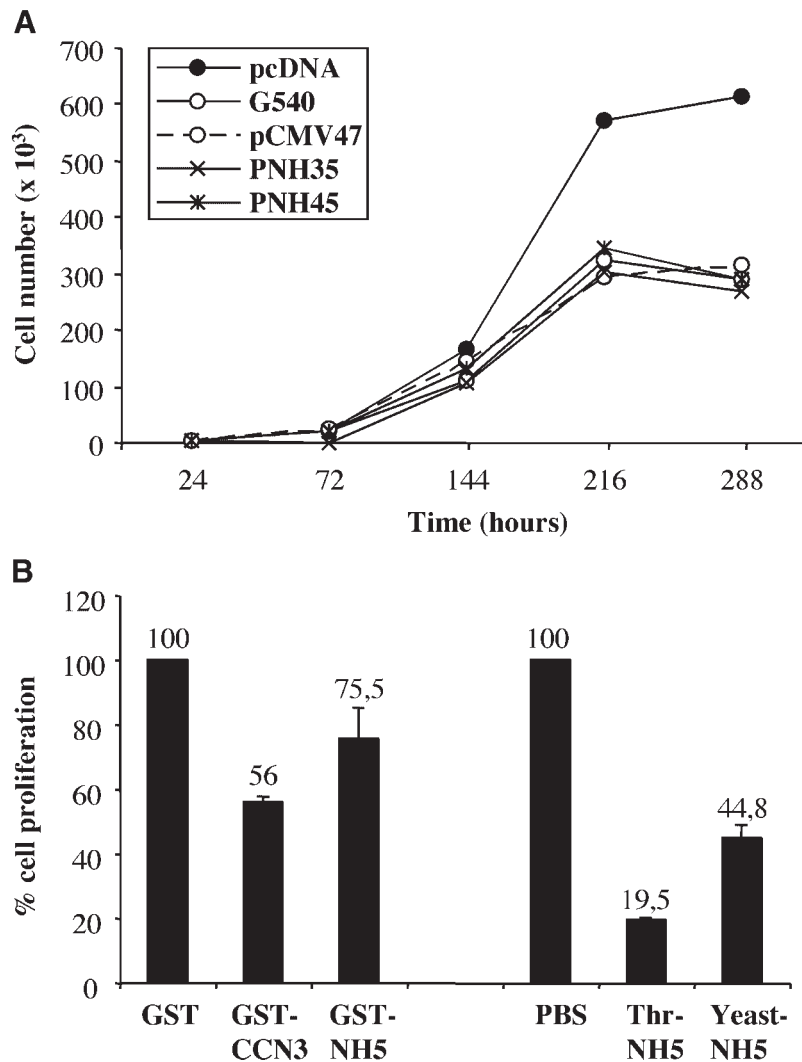 A
700
600
500
400
300
200
100
0
Cell number (x 10³)
pcDNA
G540
pCMV47
PNH35
PNH45
24 72 144 216 288
Time (hours)
B
120
100
80
60
40
20
0
% cell proliferation
100
56
75,5
100
19,5
44,8
GST GST-CCN3 GST-NH5 PBS Thr-NH5 Yeast-NH5